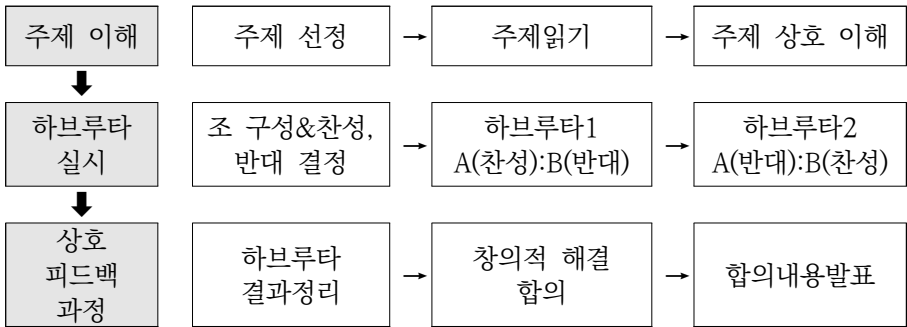 주제 이해
주제 선정
→
주제읽기
→
주제 상호 이해
하브루타
실시
조 구성&찬성,
반대 결정
→
하브루타1
A(찬성):B(반대)
→
하브루타2
A(반대):B(찬성)
상호
피드백
과정
하브루타
결과정리
→
창의적 해결
합의
→
합의내용발표